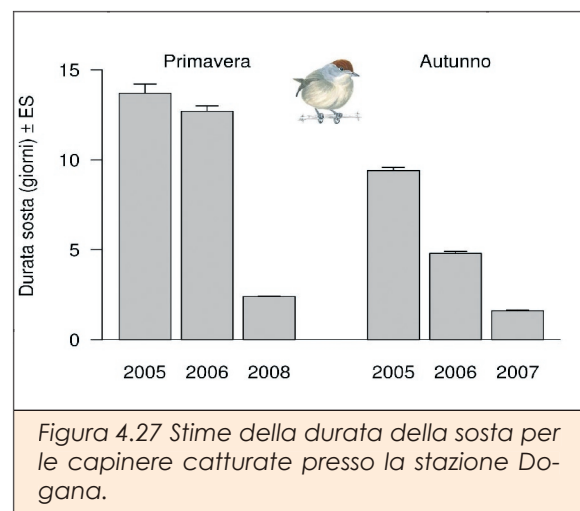 Primavera
Autunno
Durata sosta (giorni) ± ES
15
10
5
0
2005 2006 2008 2005 2006 2007
Figura 4.27 Stime della durata della sosta per
le capinere catturate presso la stazione Do-
gana.